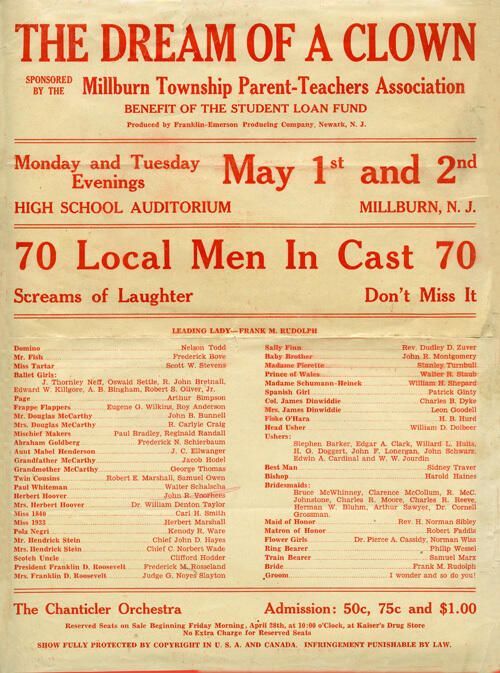 THE DREAM OF A CLOWN
SPONSORED BY THE Millburn Township Parent-Teachers Association
BENEFIT OF THE STUDENT LOAN FUND
Produced by Franklin-Emerson Producing Company, Newark, N. J.
Monday and Tuesday Evenings May 1st and 2nd
HIGH SCHOOL AUDITORIUM MILLBURN, N. J.
70 Local Men In Cast 70
Screams of Laughter Don't Miss It
LEADING LADY—FRANK M. RUDOLPH
Domino Nelson Todd
Mr. Fish Frederick Bove
Miss Tartar Scott W. Stevens
Ballet Girls:
J. Thornley Neff, Oswald Settle, R. John Bretnall,
Edward W. Killgore, A. B. Bingham, Robert S. Oliver, Jr.
Page Arthur Simpson
Frappe Flappers Eugene G. Wilkins, Roy Anderson
Mr. Douglas McCarthy John B. Bunnell
Mrs. Douglas McCarthy R. Carlyle Craig
Mischief Makers Paul Bradley, Reginald Randall
Abraham Goldberg Frederick N. Schierbaum
Aunt Mabel Henderson J. C. Ellwanger
Grandfather McCarthy Jacob Hodel
Grandmother McCarthy George Thomas
Twin Cousins Robert E. Marshall, Samuel Owen
Paul Whiteman Walter Schalscha
Herbert Hoover John R. Voorhees
Mrs. Herbert Hoover Dr. William Denton Taylor
Miss 1840 Carl H. Smith
Miss 1933 Herbert Marshall
Pola Negri Kenody R. Ware
Mr. Hendrick Stein Chief John D. Hayes
Mrs. Hendrick Stein Chief C. Norbert Wade
Scotch Uncle Clifford Hodder
President Franklin D. Roosevelt Frederick M. Rosseland
Mrs. Franklin D. Roosevelt Judge G. Noyes Slayton
Sally Finn Rev. Dudley D. Zuver
Baby Brother John R. Montgomery
Madame Pierette Stanley Turnbull
Prince of Wales Walter R. Staub
Madame Schumann-Heinck William H. Shepard
Spanish Girl Patrick Ginty
Col. James Dinwiddie Charles B. Dyke
Mrs. James Dinwiddie Leon Goodell
Fiske O'Hara H. B. Hurd
Head Usher William D. Dolbeer
Ushers:
Stephen Barker, Edgar A. Clark, Willard L. Huits,
H. G. Doggert, John F. Lonergan, John Schwarz,
Edwin A. Cardinal and W. W. Jourdin
Best Man Sidney Traver
Bishop Harold Haines
Bridesmaids:
Bruce McWhinney, Clarence McCollum, R. McC.
Johnstone, Charles R. Moore, Charles R. Reeve,
Herman W. Bluhm, Arthur Sawyer, Dr. Cornell
Grossman.
Maid of Honor Rev. H. Norman Sibley
Matron of Honor Robert Faddis
Flower Girls Dr. Pierce A. Cassidy, Norman Wiss
Ring Bearer Philip Wessel
Train Bearer Samuel Marx
Bride Frank M. Rudolph
Groom I wonder and so do you!
The Chanticler Orchestra Admission: 50c, 75c and $1.00
Reserved Seats on Sale Beginning Friday Morning, April 28th, at 10:00 o'Clock, at Kaiser's Drug Store
No Extra Charge for Reserved Seats
SHOW FULLY PROTECTED BY COPYRIGHT IN U. S. A. AND CANADA. INFRINGEMENT PUNISHABLE BY LAW.